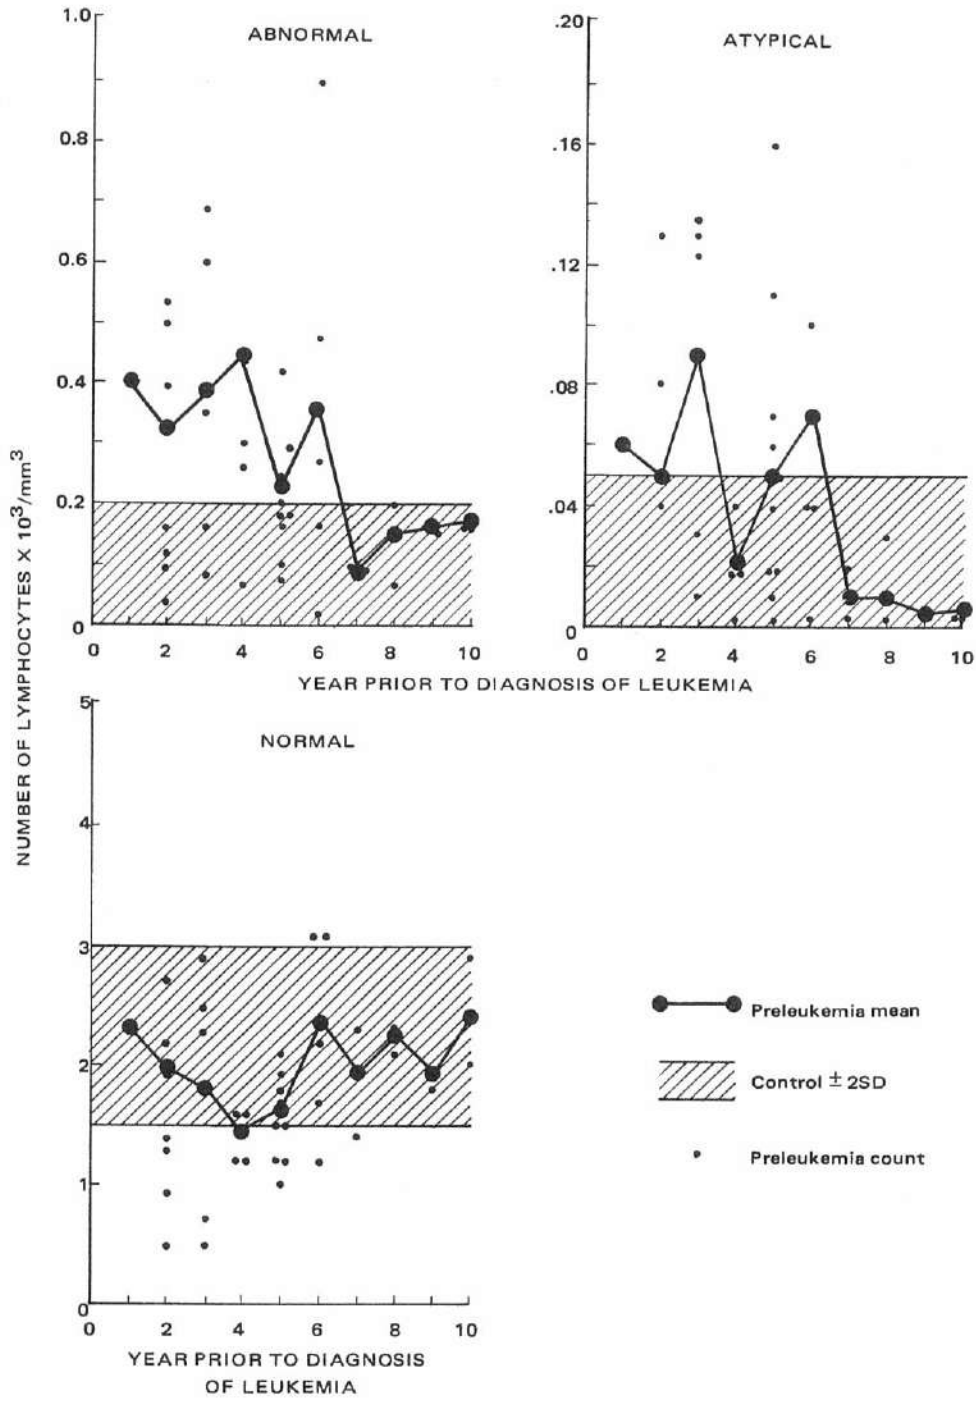 ABNORMAL
1.0
0.8
0.6
0.4
0.2
0
0 2 4 6 8 10
ATYPICAL
.20
.16
.12
.08
.04
0
0 2 4 6 8 10
YEAR PRIOR TO DIAGNOSIS OF LEUKEMIA
NUMBER OF LYMPHOCYTES X 10³/mm³
NORMAL
5
4
3
2
1
0
0 2 4 6 8 10
YEAR PRIOR TO DIAGNOSIS
OF LEUKEMIA
Preleukemia mean
Control ± 2SD
Preleukemia count